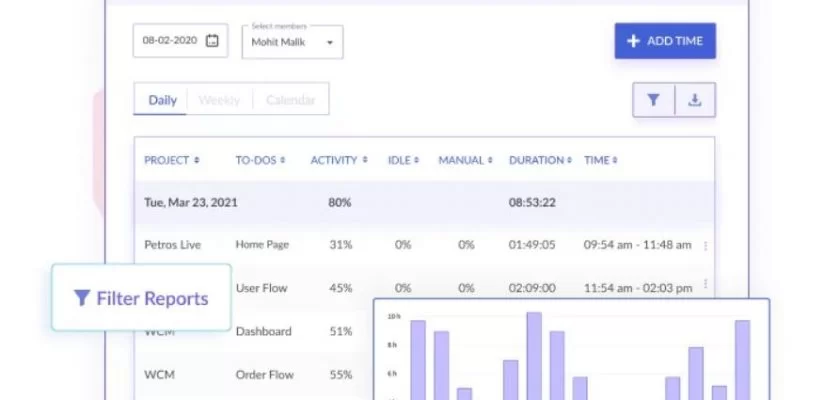 Select members
08-02-2020 Mohit Malik + ADD TIME
Daily Weekly Calendar
PROJECT TO-DOS ACTIVITY IDLE MANUAL DURATION TIME
Tue, Mar 23, 2021 80% 08:53:22
Petros Live Home Page 31% 0% 0% 01:49:05 09:54 am - 11:48 am
User Flow 45% 0% 0% 02:09:00 11:54 am - 02:03 pm
Filter Reports
WCM Dashboard 51%
WCM Order Flow 55%
10 h
8 h
6 h